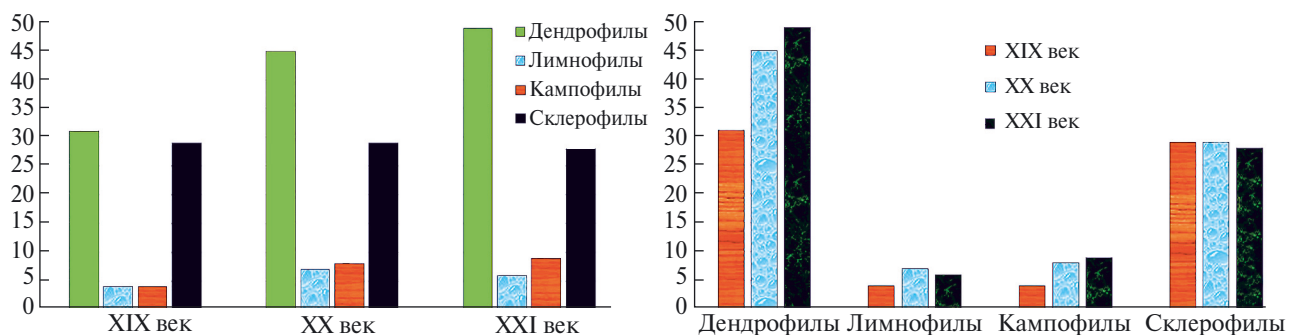 50
45
40
35
30
25
20
15
10
5
0
Дендрофилы
Лимнофилы
Кампофилы
Склерофилы
XIX век
XX век
XXI век
50
45
40
35
30
25
20
15
10
5
0
XIX век
XX век
XXI век
Дендрофилы Лимнофилы Кампофилы Склерофилы